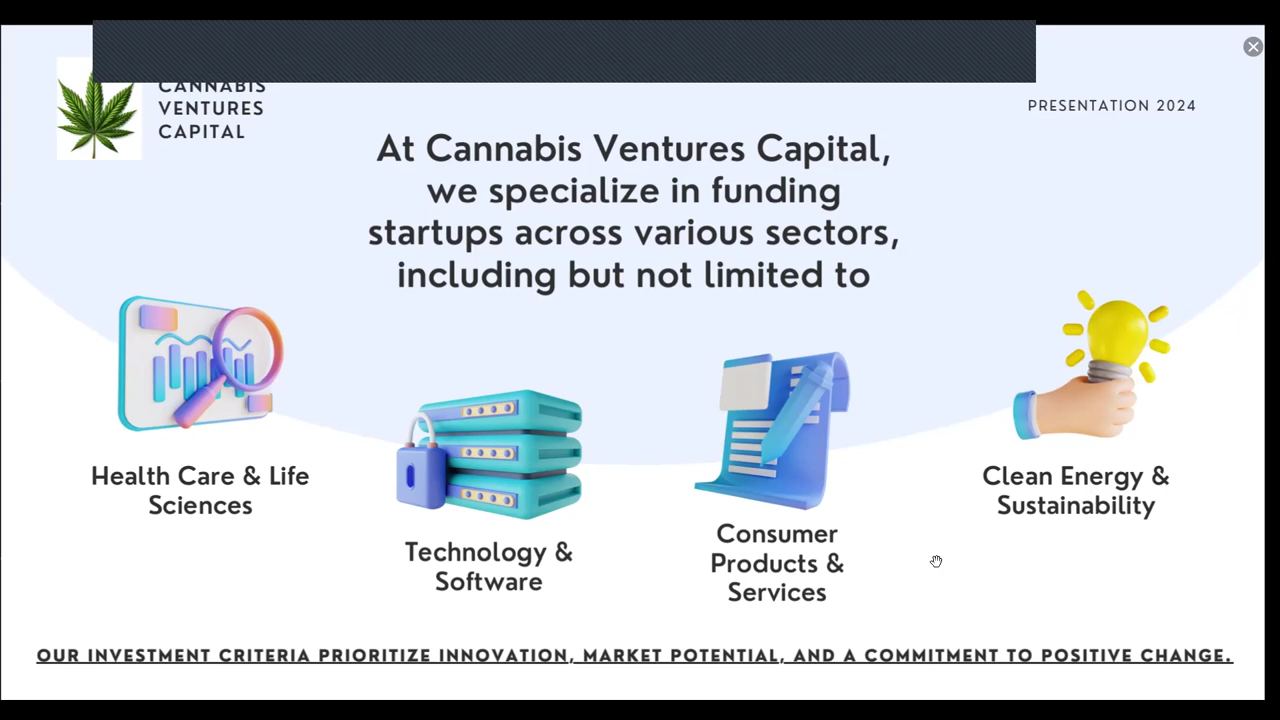 CANNABIS
VENTURES
CAPITAL
PRESENTATION 2024
At Cannabis Ventures Capital,
we specialize in funding
startups across various sectors,
including but not limited to
Health Care & Life
Sciences
Technology &
Software
Consumer
Products &
Services
Clean Energy &
Sustainability
OUR INVESTMENT CRITERIA PRIORITIZE INNOVATION, MARKET POTENTIAL, AND A COMMITMENT TO POSITIVE CHANGE.